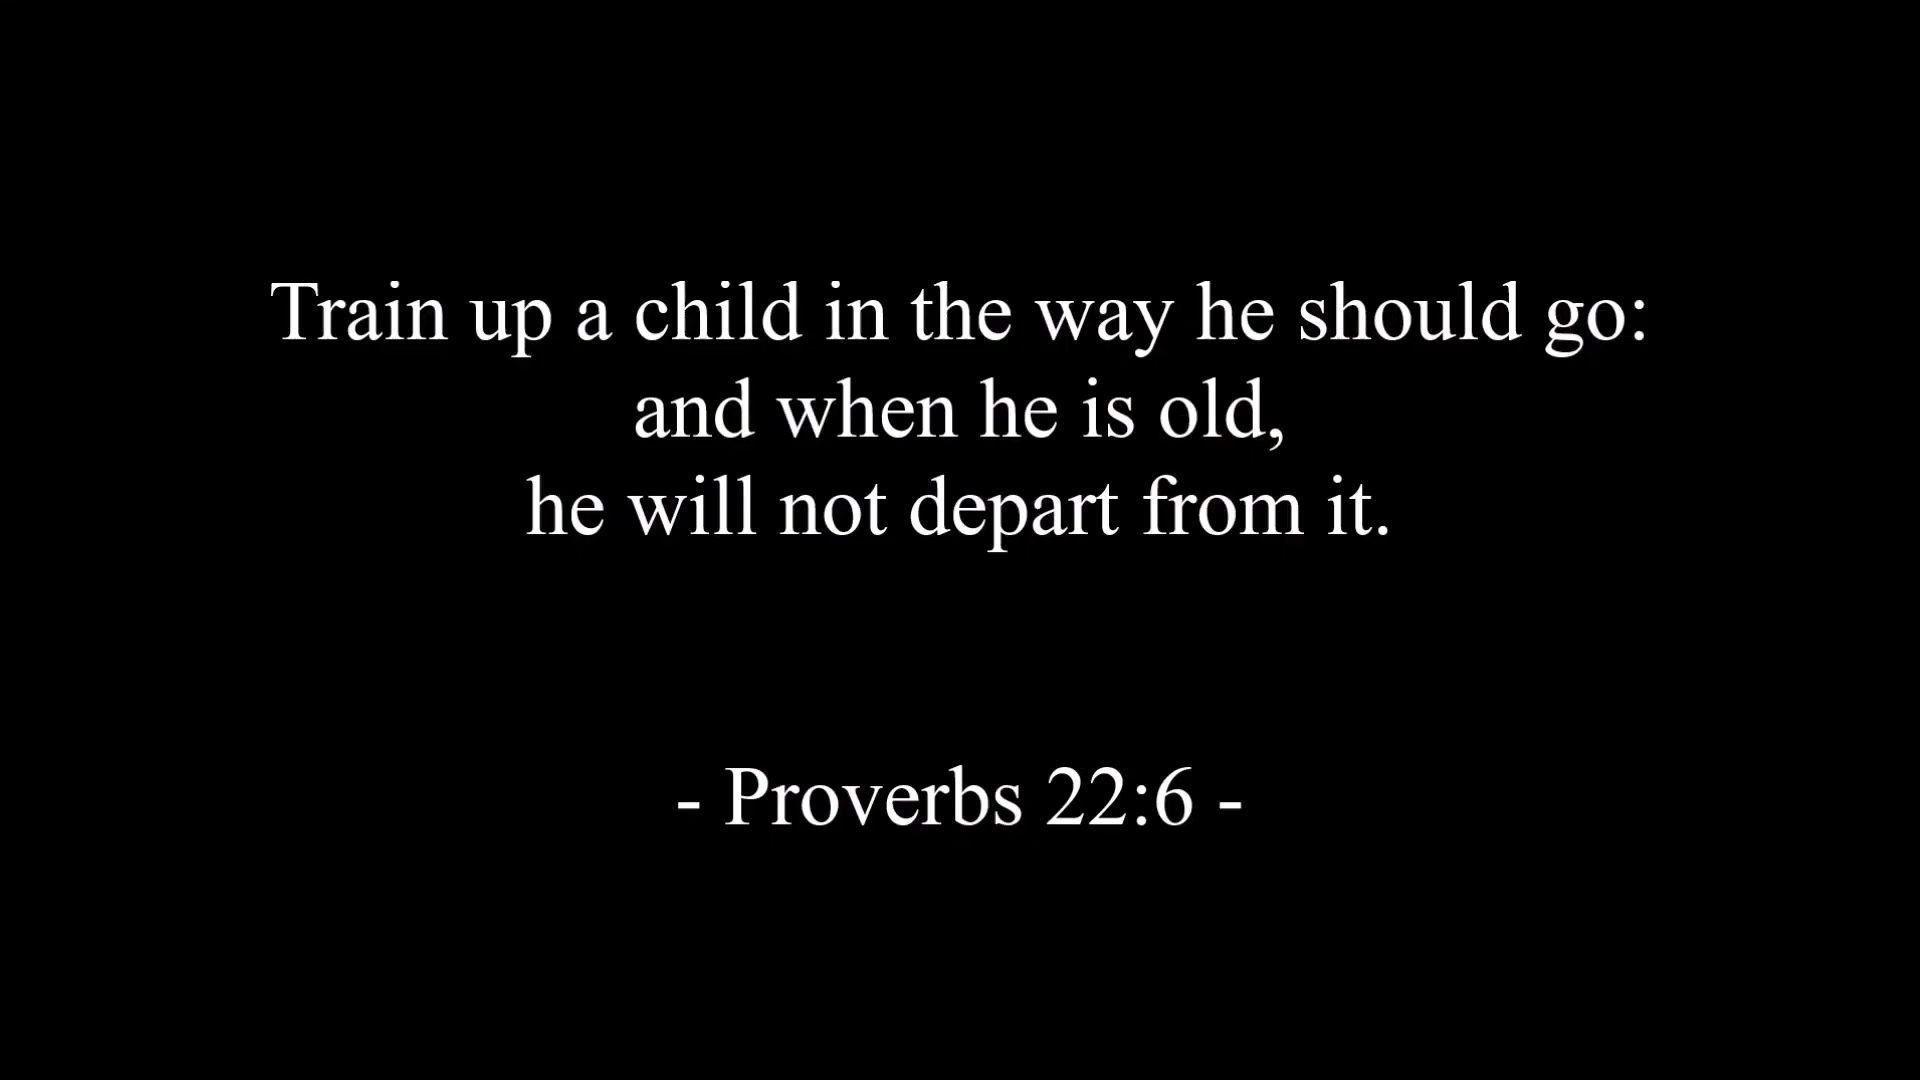 Train up a child in the way he should go:
and when he is old,
he will not depart from it.
- Proverbs 22:6 -